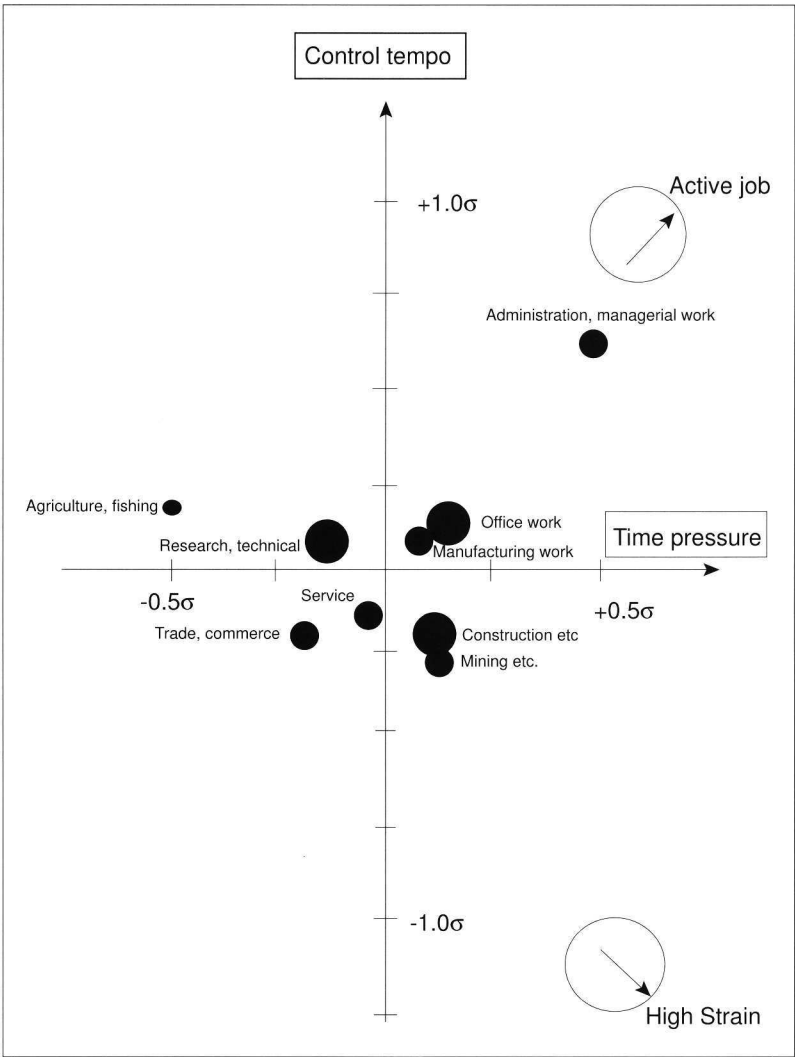 Control tempo
Active job
+1.0σ
Administration, managerial work
Agriculture, fishing
Office work
Research, technical
Manufacturing work
Time pressure
Service
-0.5σ
+0.5σ
Trade, commerce
Construction etc
Mining etc.
-1.0σ
High Strain